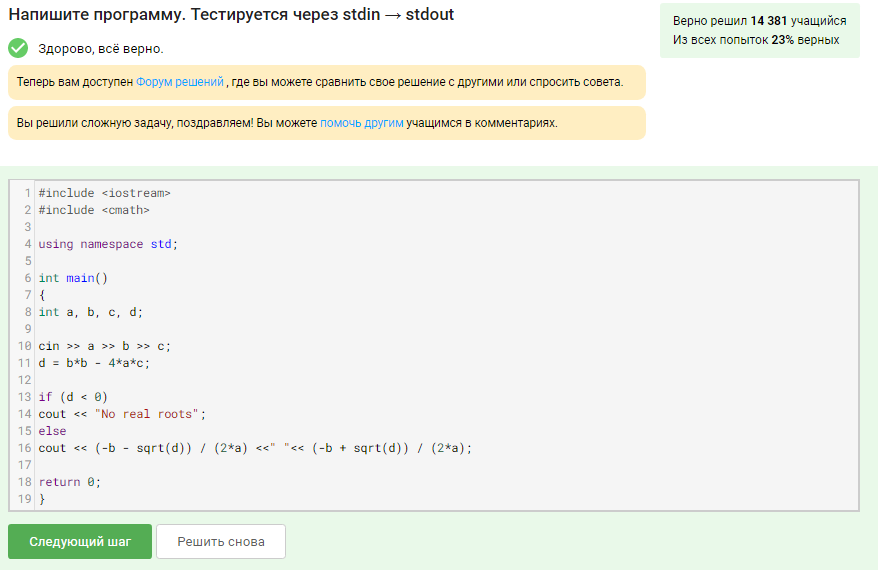 Напишите программу. Тестируется через stdin → stdout
Верно решил 14 381 учащийся
Из всех попыток 23% верных
Здорово, всё верно.
Теперь вам доступен Форум решений , где вы можете сравнить свое решение с другими или спросить совета.
Вы решили сложную задачу, поздравляем! Вы можете помочь другим учащимся в комментариях.
1 #include <iostream>
2 #include <cmath>
3
4 using namespace std;
5
6 int main()
7 {
8 int a, b, c, d;
9
10 cin >> a >> b >> c;
11 d = b*b - 4*a*c;
12
13 if (d < 0)
14 cout << "No real roots";
15 else
16 cout << (-b - sqrt(d)) / (2*a) <<" "<< (-b + sqrt(d)) / (2*a);
17
18 return 0;
19 }
Следующий шаг
Решить снова